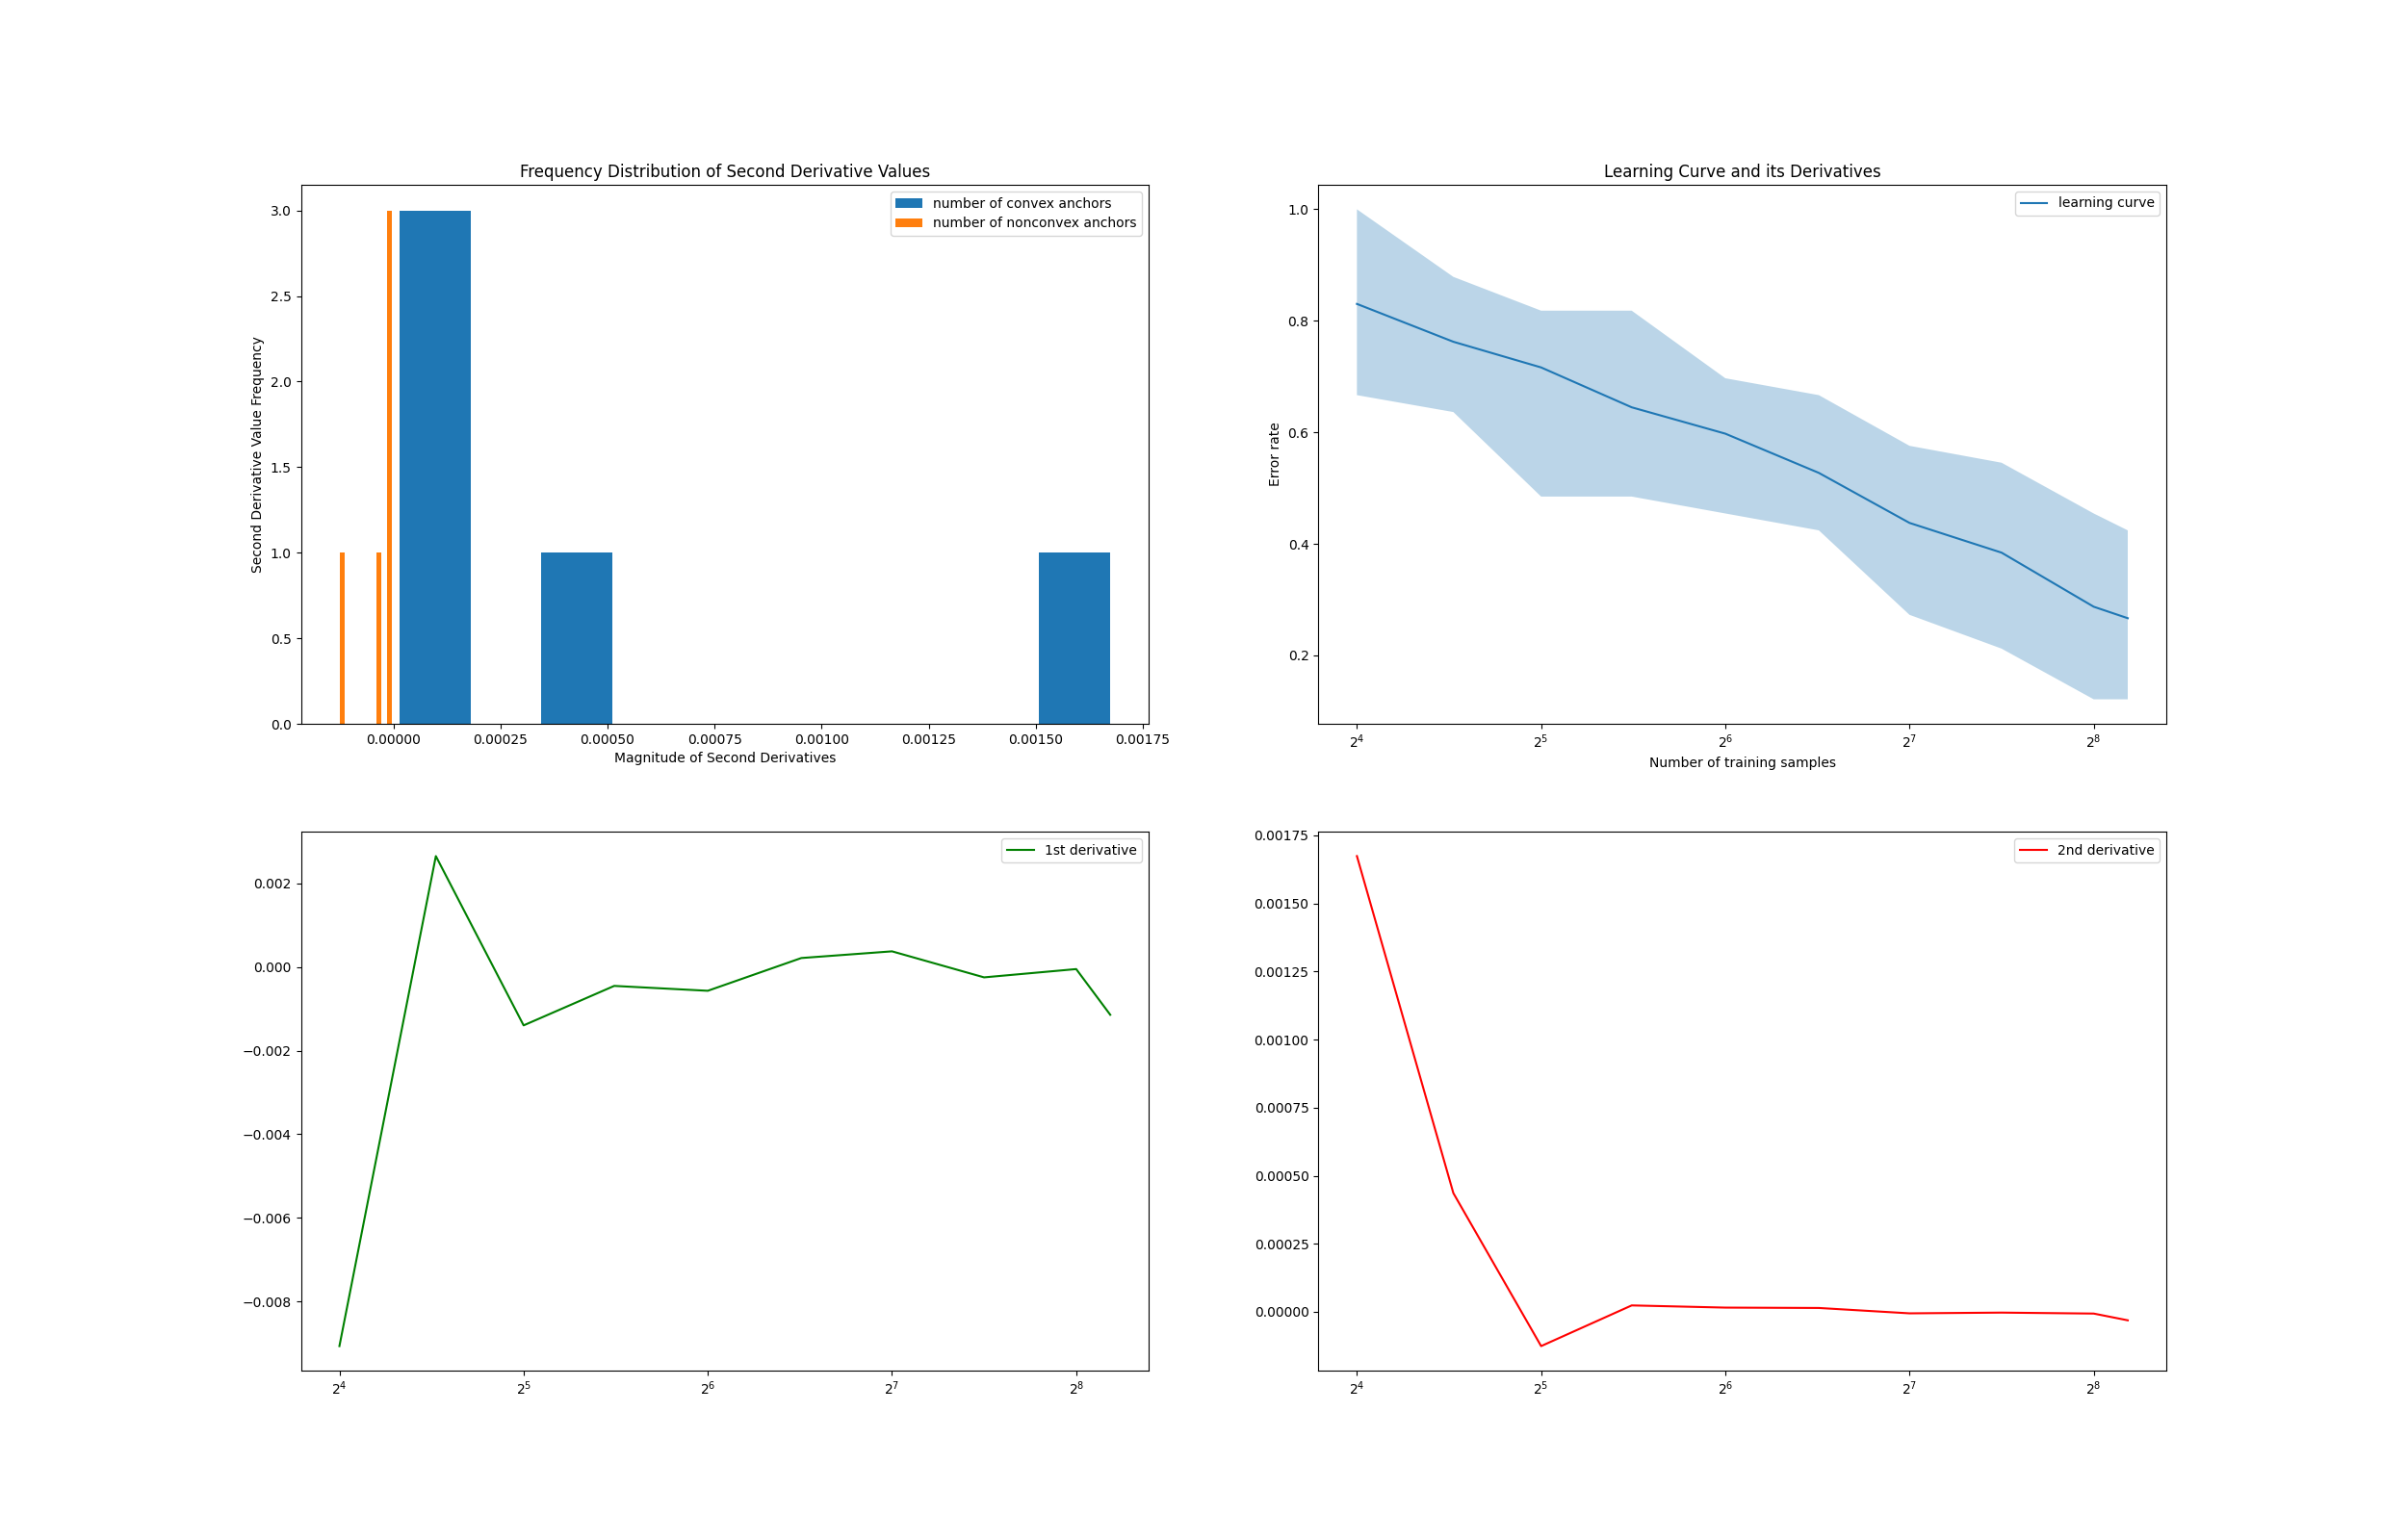 Frequency Distribution of Second Derivative Values
number of convex anchors
number of nonconvex anchors
3.0
2.5
2.0
1.5
1.0
0.5
0.0
Second Derivative Value Frequency
0.00000 0.00025 0.00050 0.00075 0.00100 0.00125 0.00150 0.00175
Magnitude of Second Derivatives
Learning Curve and its Derivatives
learning curve
1.0
0.8
0.6
0.4
0.2
Error rate
2⁴ 2⁵ 2⁶ 2⁷ 2⁸
Number of training samples
1st derivative
0.002
0.000
−0.002
−0.004
−0.006
−0.008
2⁴ 2⁵ 2⁶ 2⁷ 2⁸
2nd derivative
0.00175
0.00150
0.00125
0.00100
0.00075
0.00050
0.00025
0.00000
2⁴ 2⁵ 2⁶ 2⁷ 2⁸